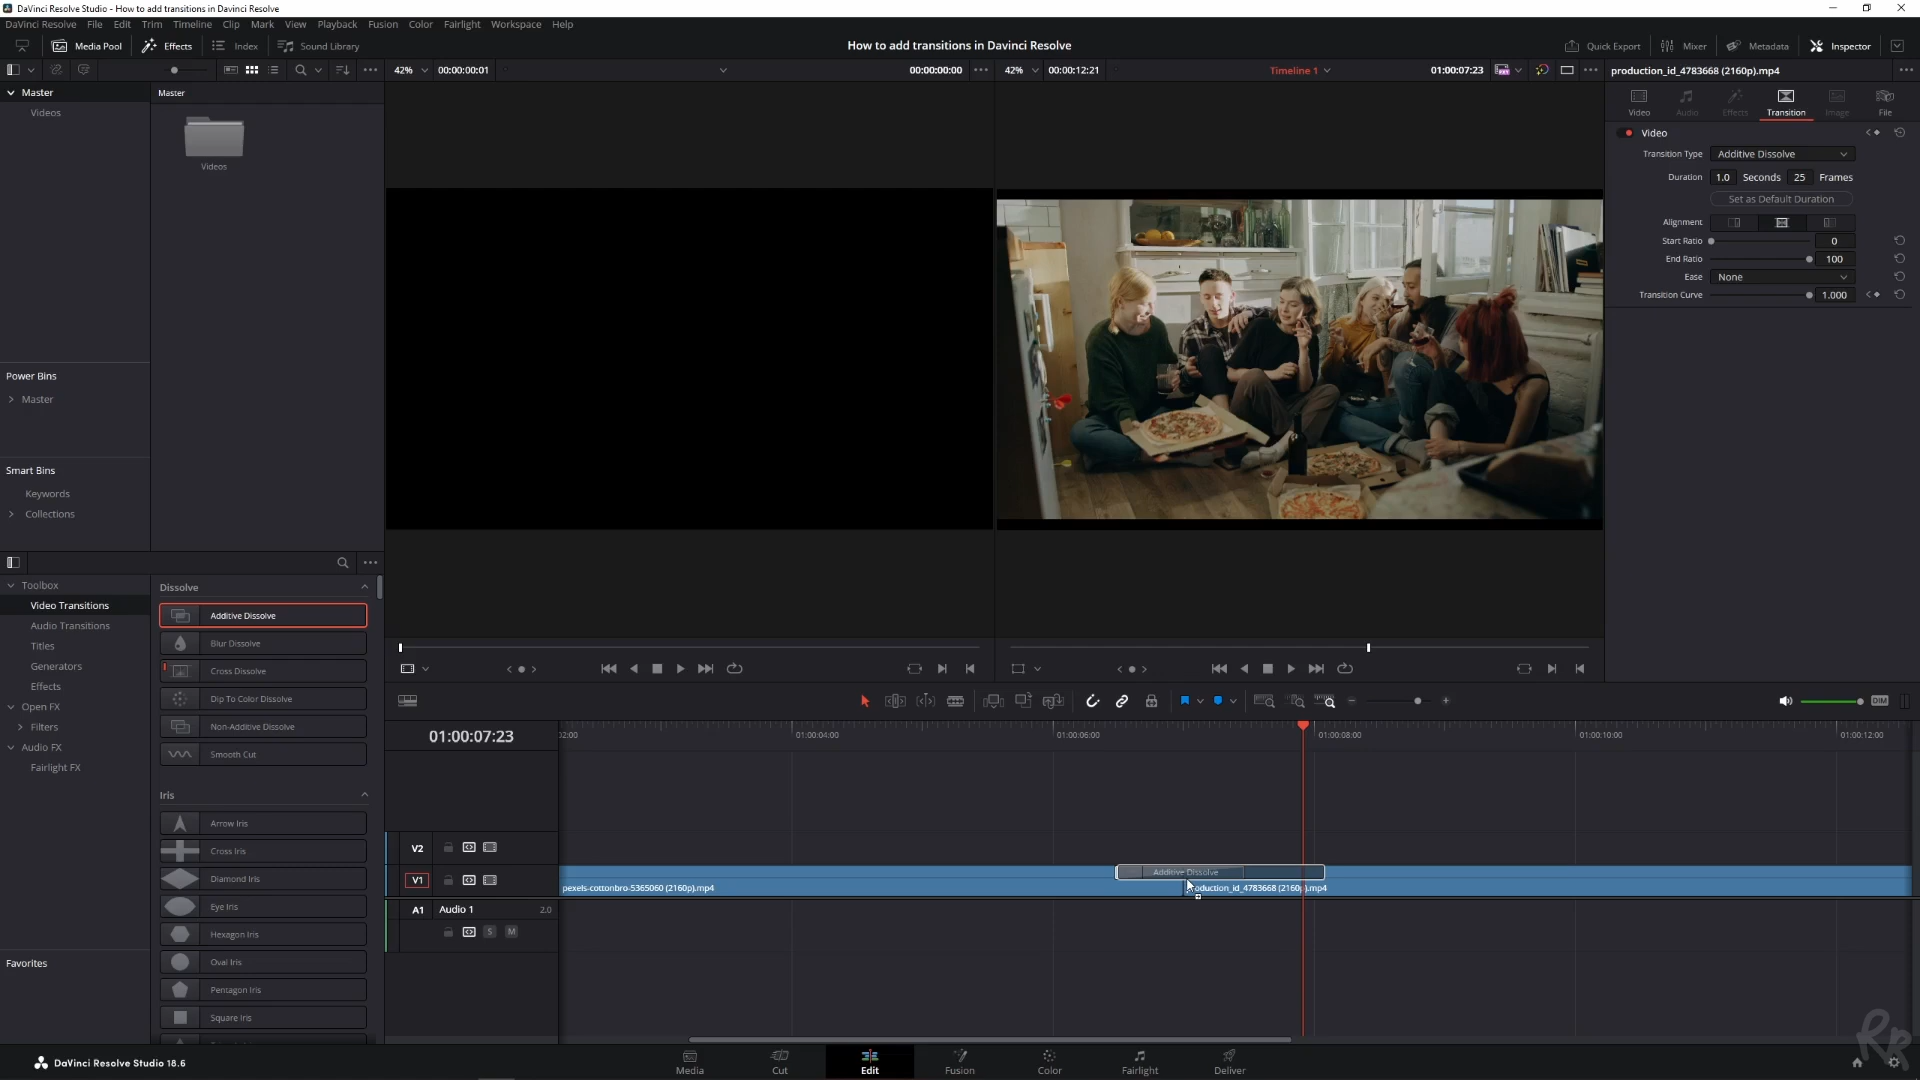 DaVinci Resolve Studio - How to add transitions in Davinci Resolve
DaVinci Resolve File Edit Trim Timeline Clip Mark View Playback Fusion Color Fairlight Workspace Help
Media Pool Effects Index Sound Library How to add transitions in Davinci Resolve Quick Export Mixer Metadata Inspector
42% 00:00:00:01 00:00:00:00 42% 00:00:12:21 Timeline 1 01:00:07:23 production_id_4783668 (2160p).mp4
Master
Videos
Power Bins
Master
Smart Bins
Keywords
Collections
Master
Videos
Video Audio Effects Transition Image File
Video
Transition Type Additive Dissolve
Duration 1.0 Seconds 25 Frames
Set as Default Duration
Alignment
Start Ratio 0
End Ratio 100
Ease None
Transition Curve 1.000
Toolbox
Video Transitions
Audio Transitions
Titles
Generators
Effects
Open FX
Filters
Audio FX
Fairlight FX
Favorites
Dissolve
Additive Dissolve
Blur Dissolve
Cross Dissolve
Dip To Color Dissolve
Non-Additive Dissolve
Smooth Cut
Iris
Arrow Iris
Cross Iris
Diamond Iris
Eye Iris
Hexagon Iris
Oval Iris
Pentagon Iris
Square Iris
DIM
01:00:07:23 02:00 01:00:04:00 01:00:06:00 01:00:08:00 01:00:10:00 01:00:12:00
V2
V1
Additive Dissolve
pexels-cottonbro-5365060 (2160p).mp4 roduction_id_4783668 (2160p).mp4
A1 Audio 1 2.0
S M
DaVinci Resolve Studio 18.6
Media Cut Edit Fusion Color Fairlight Deliver